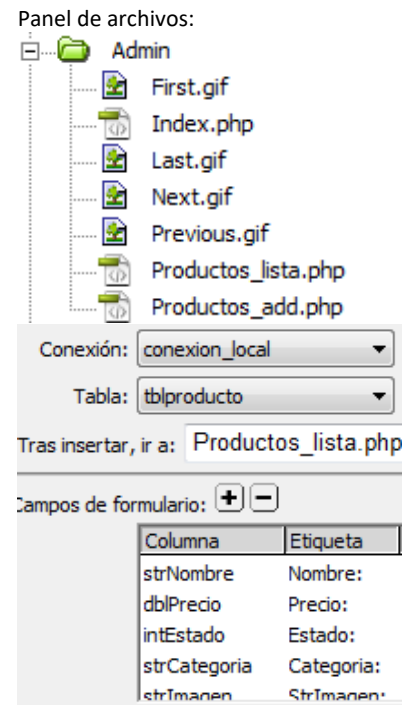 Panel de archivos:
Admin
First.gif
Index.php
Last.gif
Next.gif
Previous.gif
Productos_lista.php
Productos_add.php
Conexión: conexion_local
Tabla: tblproducto
Tras insertar, ir a: Productos_lista.php
Campos de formulario:
Columna Etiqueta
strNombre Nombre:
dblPrecio Precio:
intEstado Estado:
strCategoria Categoria:
strImagen StrImagen: